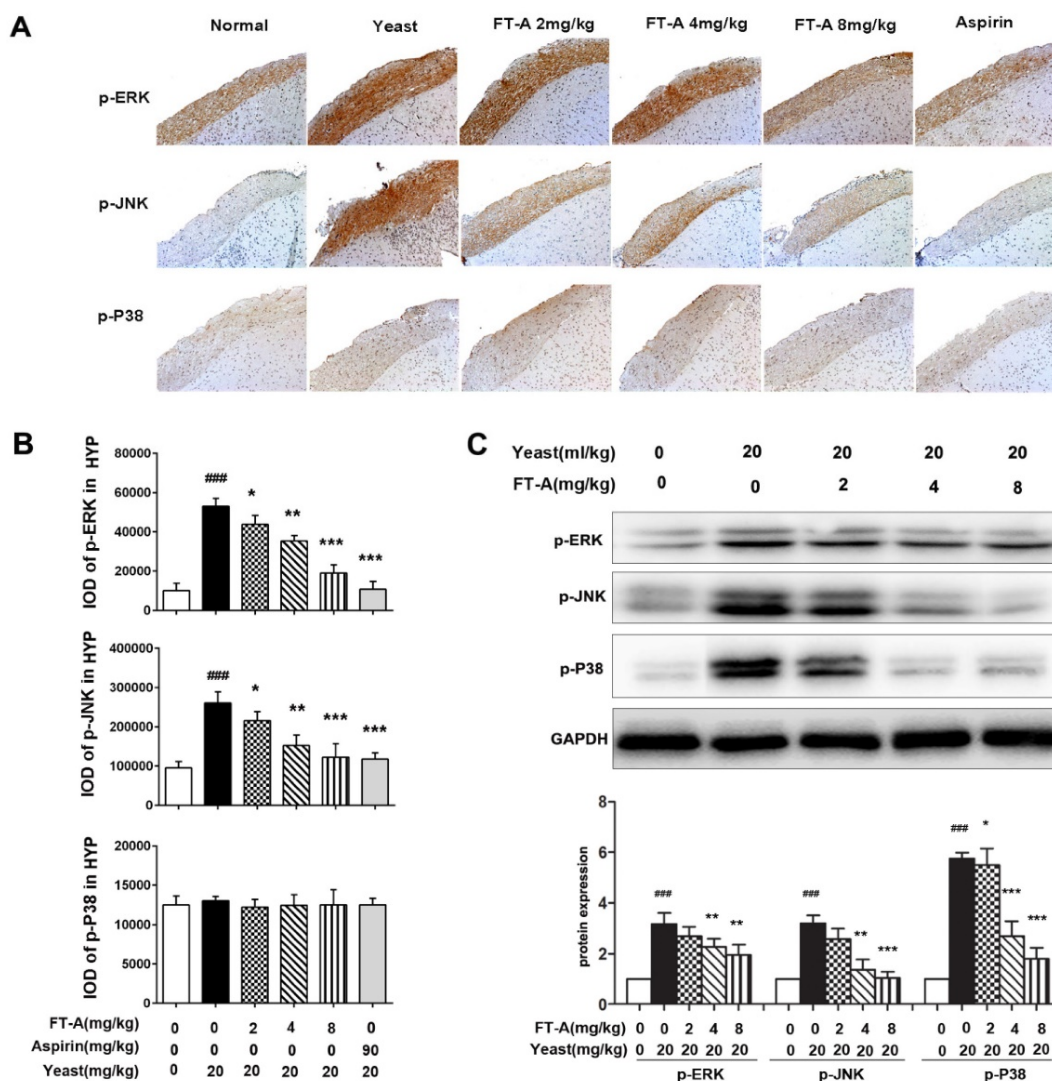 A
Normal Yeast FT-A 2mg/kg FT-A 4mg/kg FT-A 8mg/kg Aspirin
p-ERK
p-JNK
p-P38
B
IOD of p-ERK in HYP
80000
60000
40000
20000
0
### * ** *** ***
IOD of p-JNK in HYP
400000
300000
200000
100000
0
### * ** *** ***
IOD of p-P38 in HYP
20000
15000
10000
5000
0
FT-A(mg/kg) 0 0 2 4 8 0
Aspirin(mg/kg) 0 0 0 0 0 90
Yeast(mg/kg) 0 20 20 20 20 20
C
Yeast(ml/kg) 0 20 20 20 20
FT-A(mg/kg) 0 0 2 4 8
p-ERK
p-JNK
p-P38
GAPDH
protein expression
8
6
4
2
0
### ** ** ### ** *** ### * *** ***
FT-A(mg/kg) 0 0 2 4 8 0 0 2 4 8 0 0 2 4 8
Yeast(mg/kg) 0 20 20 20 20 0 20 20 20 20 0 20 20 20 20
p-ERK p-JNK p-P38